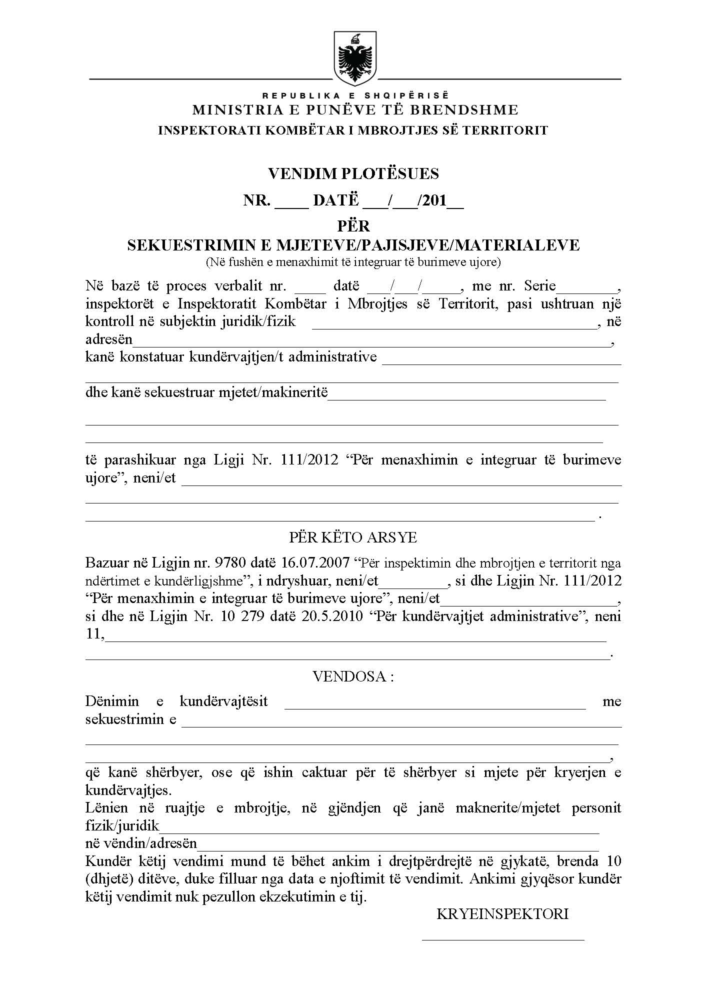 REPUBLIKA E SHQIPËRISË
MINISTRIA E PUNËVE TË BRENDSHME
INSPEKTORATI KOMBËTAR I MBROJTJES SË TERRITORIT
VENDIM PLOTËSUES
NR. ____ DATË ___/___/201__
PËR
SEKUESTRIMIN E MJETEVE/PAJISJEVE/MATERIALEVE
(Në fushën e menaxhimit të integruar të burimeve ujore)
Në bazë të proces verbalit nr. ____ datë ___/___/_____, me nr. Serie________,
inspektorët e Inspektoratit Kombëtar i Mbrojtjes së Territorit, pasi ushtruan një
kontroll në subjektin juridik/fizik _____________________________________, në
adresën______________________________________________________________,
kanë konstatuar kundërvajtjen/t administrative _______________________________
_____________________________________________________________________
dhe kanë sekuestruar mjetet/makineritë____________________________________
_____________________________________________________________________
___________________________________________________________________
të parashikuar nga Ligji Nr. 111/2012 “Për menaxhimin e integruar të burimeve
ujore”, neni/et _________________________________________________________
_____________________________________________________________________
__________________________________________________________________ .
PËR KËTO ARSYE
Bazuar në Ligjin nr. 9780 datë 16.07.2007 “Për inspektimin dhe mbrojtjen e territorit nga
ndërtimet e kundërligjshme”, i ndryshuar, neni/et_________, si dhe Ligjin Nr. 111/2012
“Për menaxhimin e integruar të burimeve ujore”, neni/et_______________________,
si dhe në Ligjin Nr. 10 279 datë 20.5.2010 “Për kundërvajtjet administrative”, neni
11,_________________________________________________________________
____________________________________________________________________.
VENDOSA :
Dënimin e kundërvajtësit _______________________________________ me
sekuestrimin e _________________________________________________________
_____________________________________________________________________
____________________________________________________________________,
që kanë shërbyer, ose që ishin caktuar për të shërbyer si mjete për kryerjen e
kundërvajtjes.
Lënien në ruajtje e mbrojtje, në gjëndjen që janë maknerite/mjetet personit
fizik/juridik_________________________________________________________
në vëndin/adresën____________________________________________________
Kundër këtij vendimi mund të bëhet ankim i drejtpërdrejtë në gjykatë, brenda 10
(dhjetë) ditëve, duke filluar nga data e njoftimit të vendimit. Ankimi gjyqësor kundër
këtij vendimit nuk pezullon ekzekutimin e tij.
KRYEINSPEKTORI
_____________________